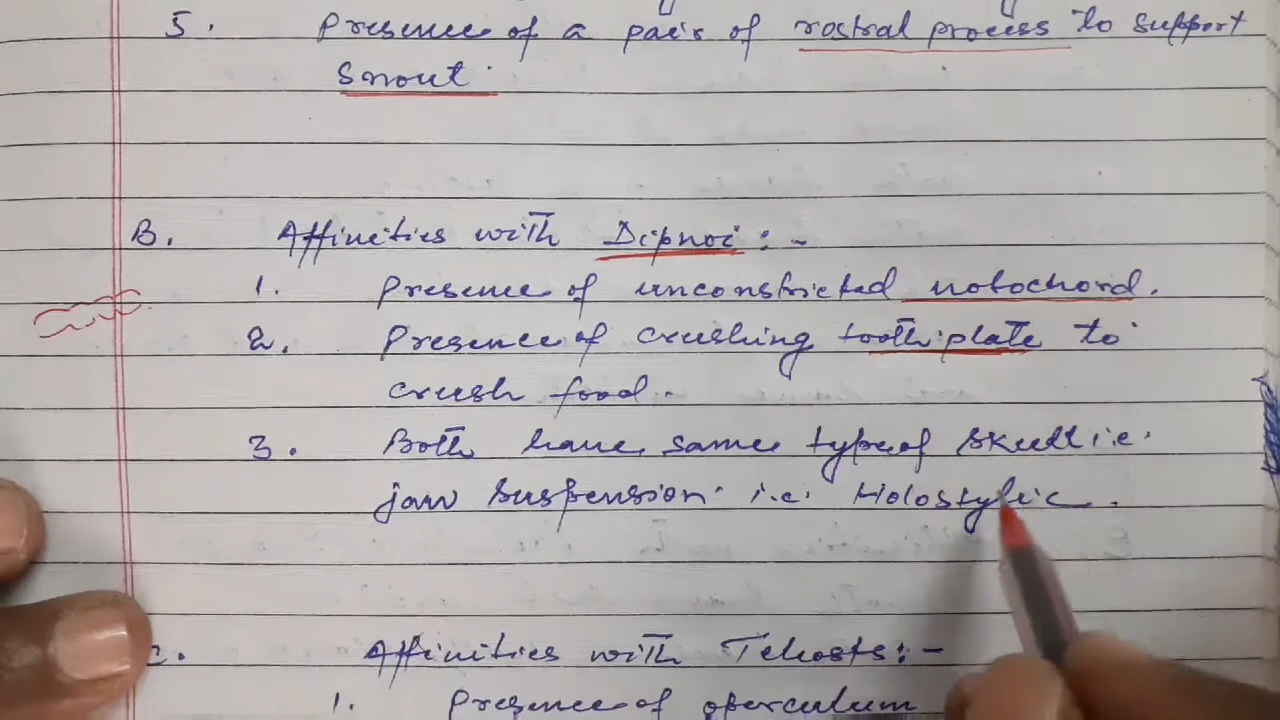 5. Presence of a pair of rostral process to support
Snout.
B. Affinities with Dipnoi :-
1. Presence of unconstricted notochord.
2. Presence of crushing tooth plate to
crush food.
3. Both have same type of skull i.e.
jaw suspension i.e. Holostylic.
C. Affinities with Teleosts :-
1. Presence of operculum